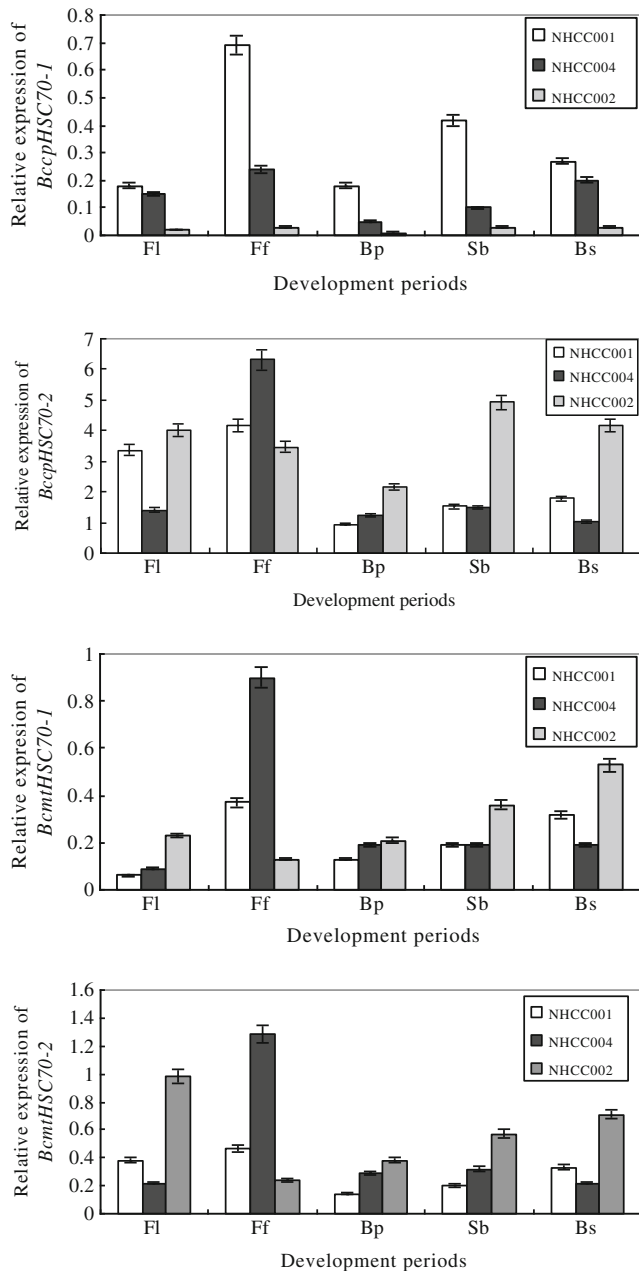 Relative expression of
BccpHSC70-1
0.8
0.7
0.6
0.5
0.4
0.3
0.2
0.1
0
NHCC001
NHCC004
NHCC002
Fl Ff Bp Sb Bs
Development periods
Relative expression of
BccpHSC70-2
7
6
5
4
3
2
1
0
NHCC001
NHCC004
NHCC002
Fl Ff Bp Sb Bs
Development periods
Relative expresion of
BcmtHSC70-1
1
0.8
0.6
0.4
0.2
0
NHCC001
NHCC004
NHCC002
Fl Ff Bp Sb Bs
Development periods
Relative expression of
BcmtHSC70-2
1.6
1.4
1.2
1
0.8
0.6
0.4
0.2
0
NHCC001
NHCC004
NHCC002
Fl Ff Bp Sb Bs
Development periods